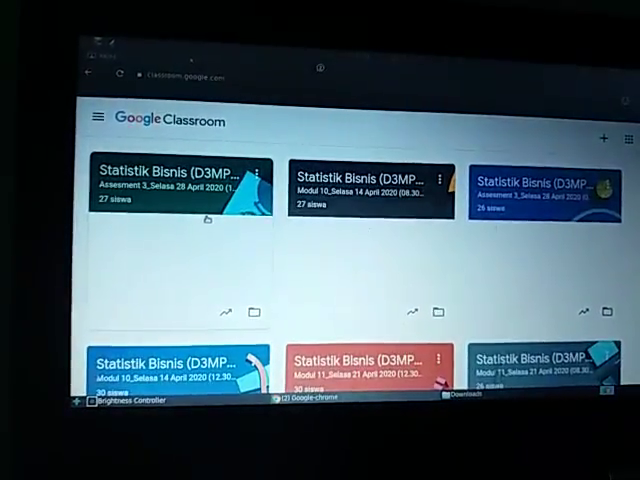 classroom.google.com
Google Classroom
Statistik Bisnis (D3MP...
Assesment 3_Selasa 28 April 2020 (1...
27 siswa
Statistik Bisnis (D3MP...
Modul 10_Selasa 14 April 2020 (08.30...
27 siswa
Statistik Bisnis (D3MP...
Assesment 3_Selasa 28 April 2020 (0...
26 siswa
Statistik Bisnis (D3MP...
Modul 10_Selasa 14 April 2020 (12.30...
30 siswa
Statistik Bisnis (D3MP...
Modul 11_Selasa 21 April 2020 (12.30...
30 siswa
Statistik Bisnis (D3MP...
Modul 11_Selasa 21 April 2020 (08.30...
26 siswa
Brightness Controller
(2) Google-chrome
Downloads